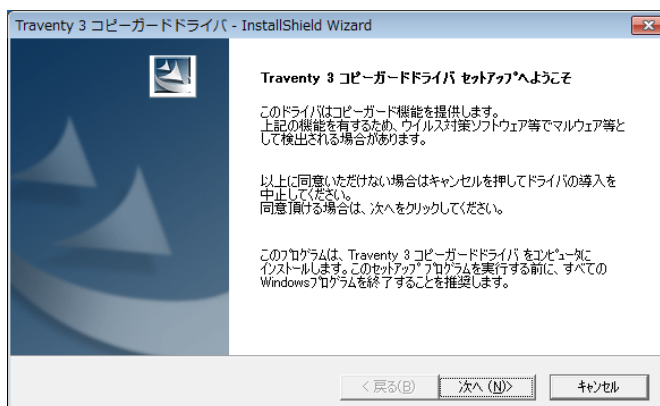 Traventy 3 コピーガードドライバ - InstallShield Wizard
Traventy 3 コピーガードドライバ セットアップへようこそ
このドライバはコピーガード機能を提供します。
上記の機能を有するため、ウイルス対策ソフトウェア等でマルウェア等と
して検出される場合があります。
以上に同意いただけない場合はキャンセルを押してドライバの導入を
中止してください。
同意頂ける場合は、次へをクリックしてください。
このプログラムは、Traventy 3 コピーガードドライバ をコンピュータに
インストールします。このセットアップ プログラムを実行する前に、すべての
Windowsプログラムを終了することを推奨します。
< 戻る(B)
次へ (N)>
キャンセル